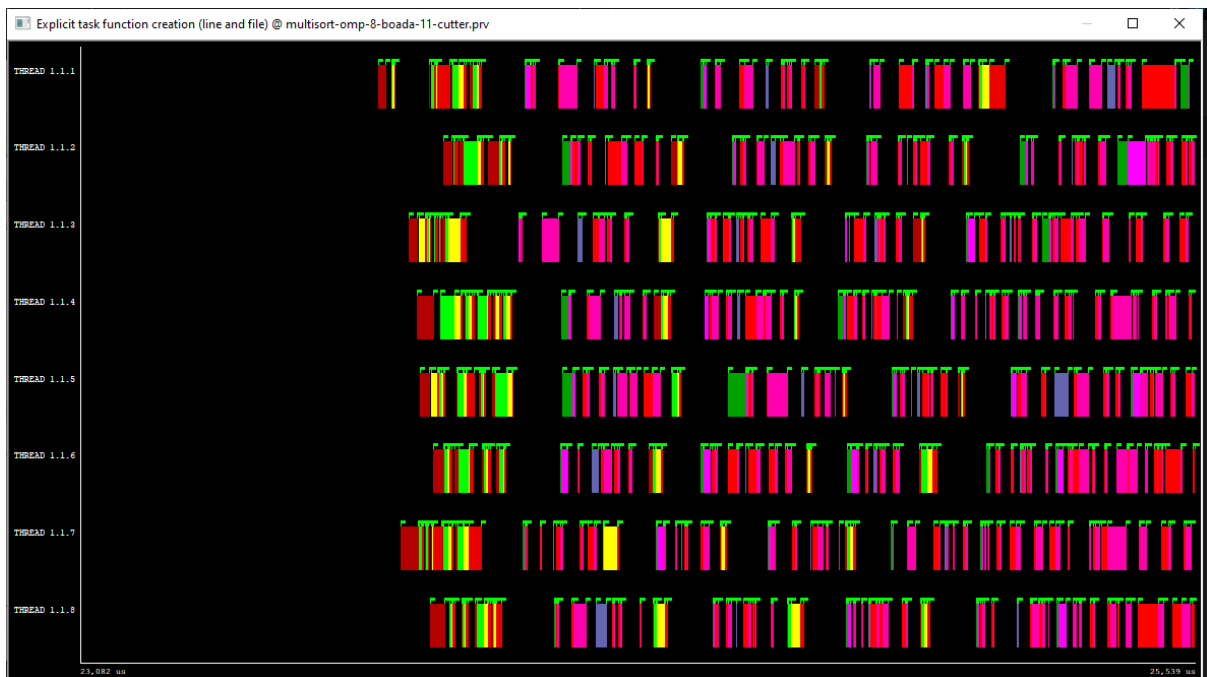 Explicit task function creation (line and file) @ multisort-omp-8-boada-11-cutter.prv
THREAD 1.1.1
THREAD 1.1.2
THREAD 1.1.3
THREAD 1.1.4
THREAD 1.1.5
THREAD 1.1.6
THREAD 1.1.7
THREAD 1.1.8
23,082 us
25,539 us